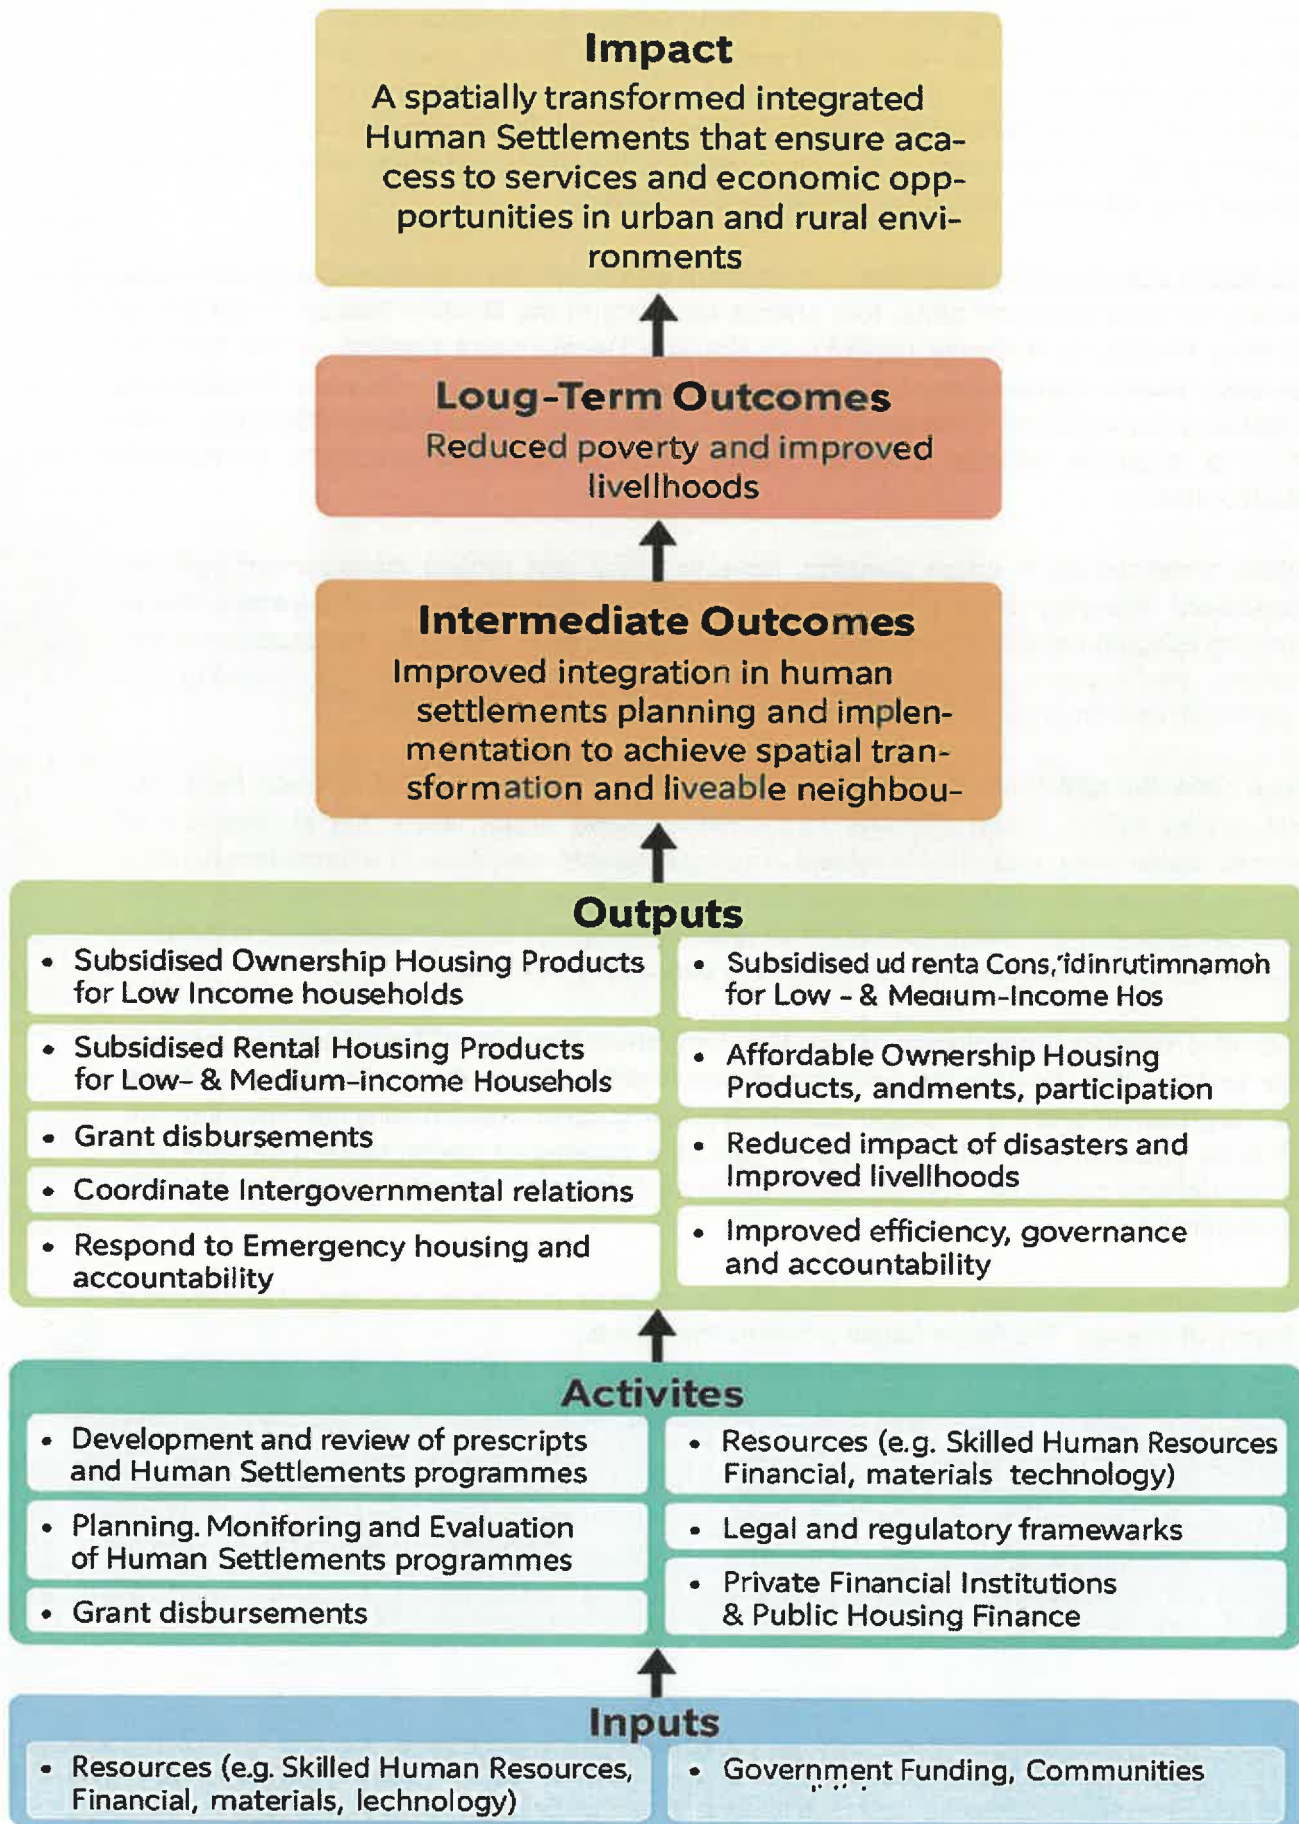 Impact
A spatially transformed integrated
Human Settlements that ensure aca-
cess to services and economic opp-
portunities in urban and rural envi-
ronments
Loug-Term Outcomes
Reduced poverty and improved
livellhoods
Intermediate Outcomes
Improved integration in human
settlements planning and implen-
mentation to achieve spatial tran-
sformation and liveable neighbou-
Outputs
• Subsidised Ownership Housing Products
for Low Income households
• Subsidised Rental Housing Products
for Low- & Medium-income Househols
• Grant disbursements
• Coordinate Intergovernmental relations
• Respond to Emergency housing and
accountability
• Subsidised ud renta
for Low - & Medium-Income Hos
• Affordable Ownership Housing
Products, andments, participation
• Reduced impact of disasters and
Improved livellhoods
• Improved efficiency, governance
and accountability
Activites
• Development and review of prescripts
and Human Settlements programmes
• Planning. Moniforing and Evaluation
of Human Settlements programmes
• Grant disbursements
• Resources (e.g. Skilled Human Resources
Financial, materials technology)
• Legal and regulatory framewarks
• Private Financial Institutions
& Public Housing Finance
Inputs
• Resources (e.g. Skilled Human Resources,
Financial, materials, lechnology)
• Government Funding, Communities